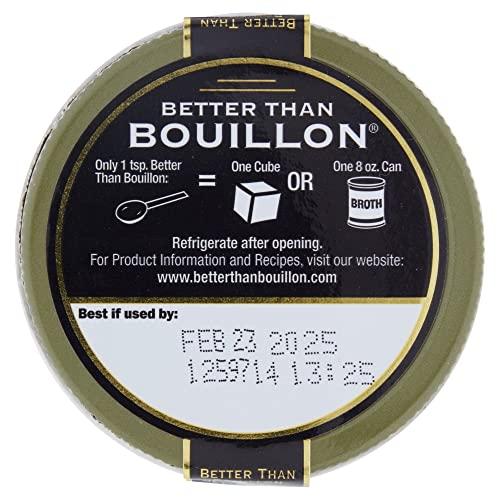 BETTER THAN
BETTER THAN
BOUILLON®
Only 1 tsp. Better
Than Bouillon:
=
One Cube
OR
One 8 oz. Can
BROTH
Refrigerate after opening.
For Product Information and Recipes, visit our website:
www.betterthanbouillon.com
Best if used by:
FEB 23 2025
1259714 13:25
BETTER THAN